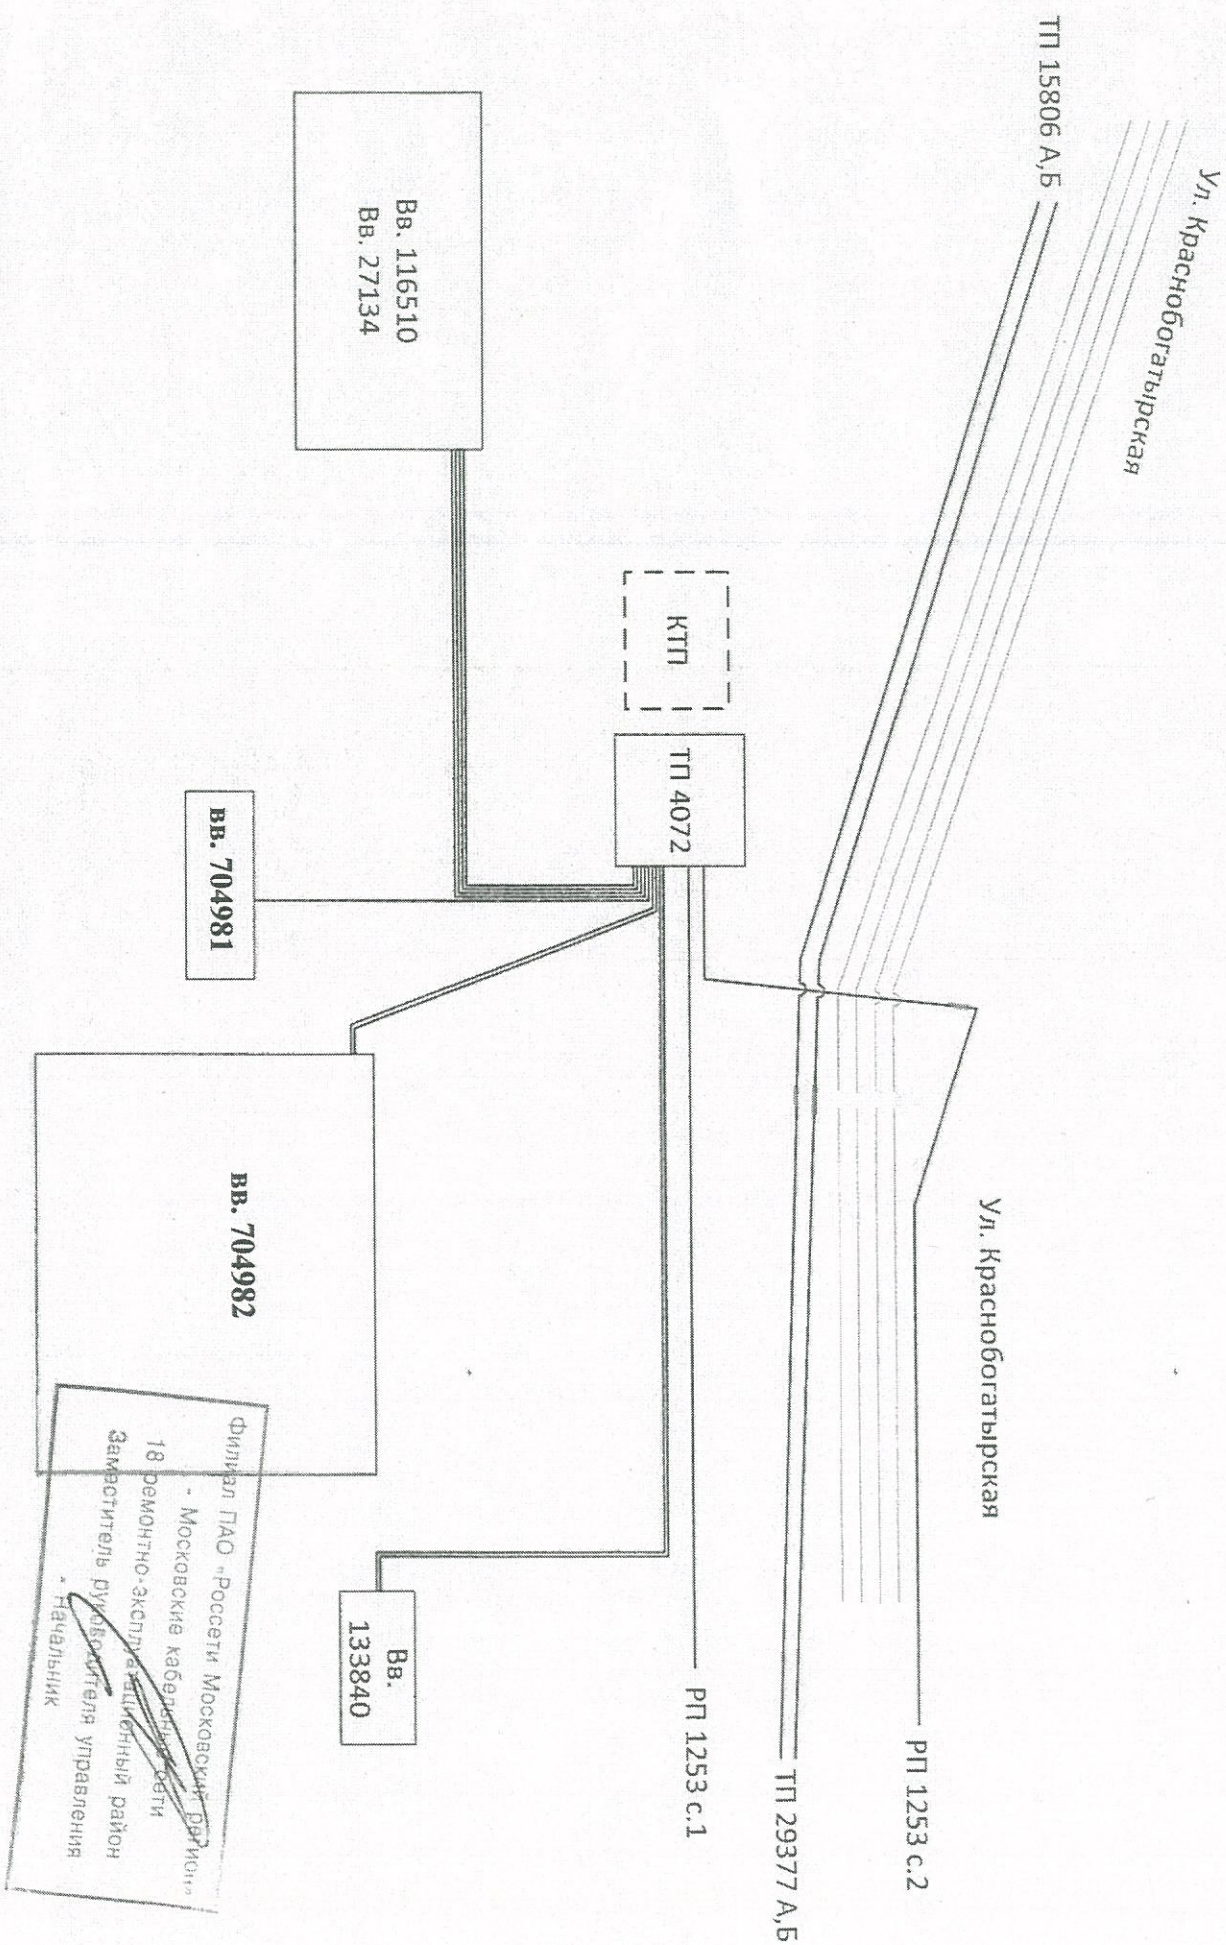 Ул. Краснобогатырская
ТП 15806 А,Б
Ул. Краснобогатырская
РП 1253 с.2
ТП 29377 А,Б
РП 1253 с.1
КТП
ТП 4072
Вв. 116510
Вв. 27134
вв. 704981
вв. 704982
Вв.
133840
Филиал ПАО «Россети Московский регион»
- Московские кабельные сети
18 ремонтно-эксплуатационный район
Заместитель руководителя управления
- начальник